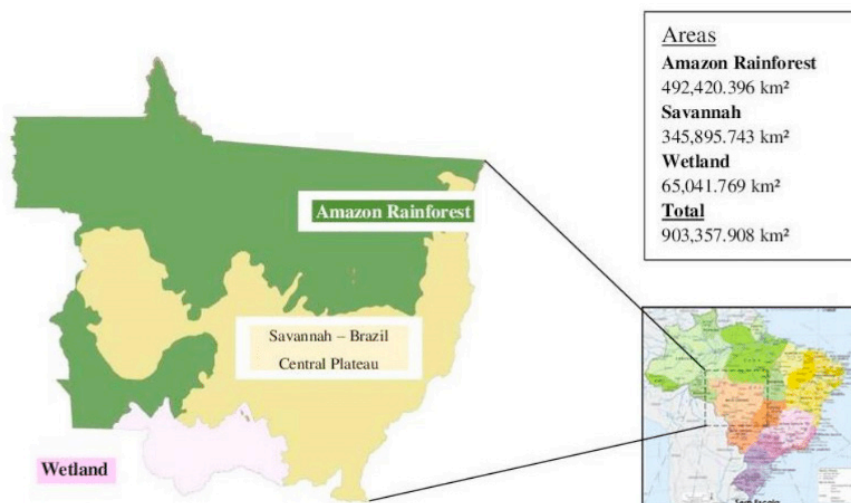 Areas
Amazon Rainforest
492,420.396 km²
Savannah
345,895.743 km²
Wetland
65,041.769 km²
Total
903,357.908 km²
Amazon Rainforest
Savannah – Brazil
Central Plateau
Wetland